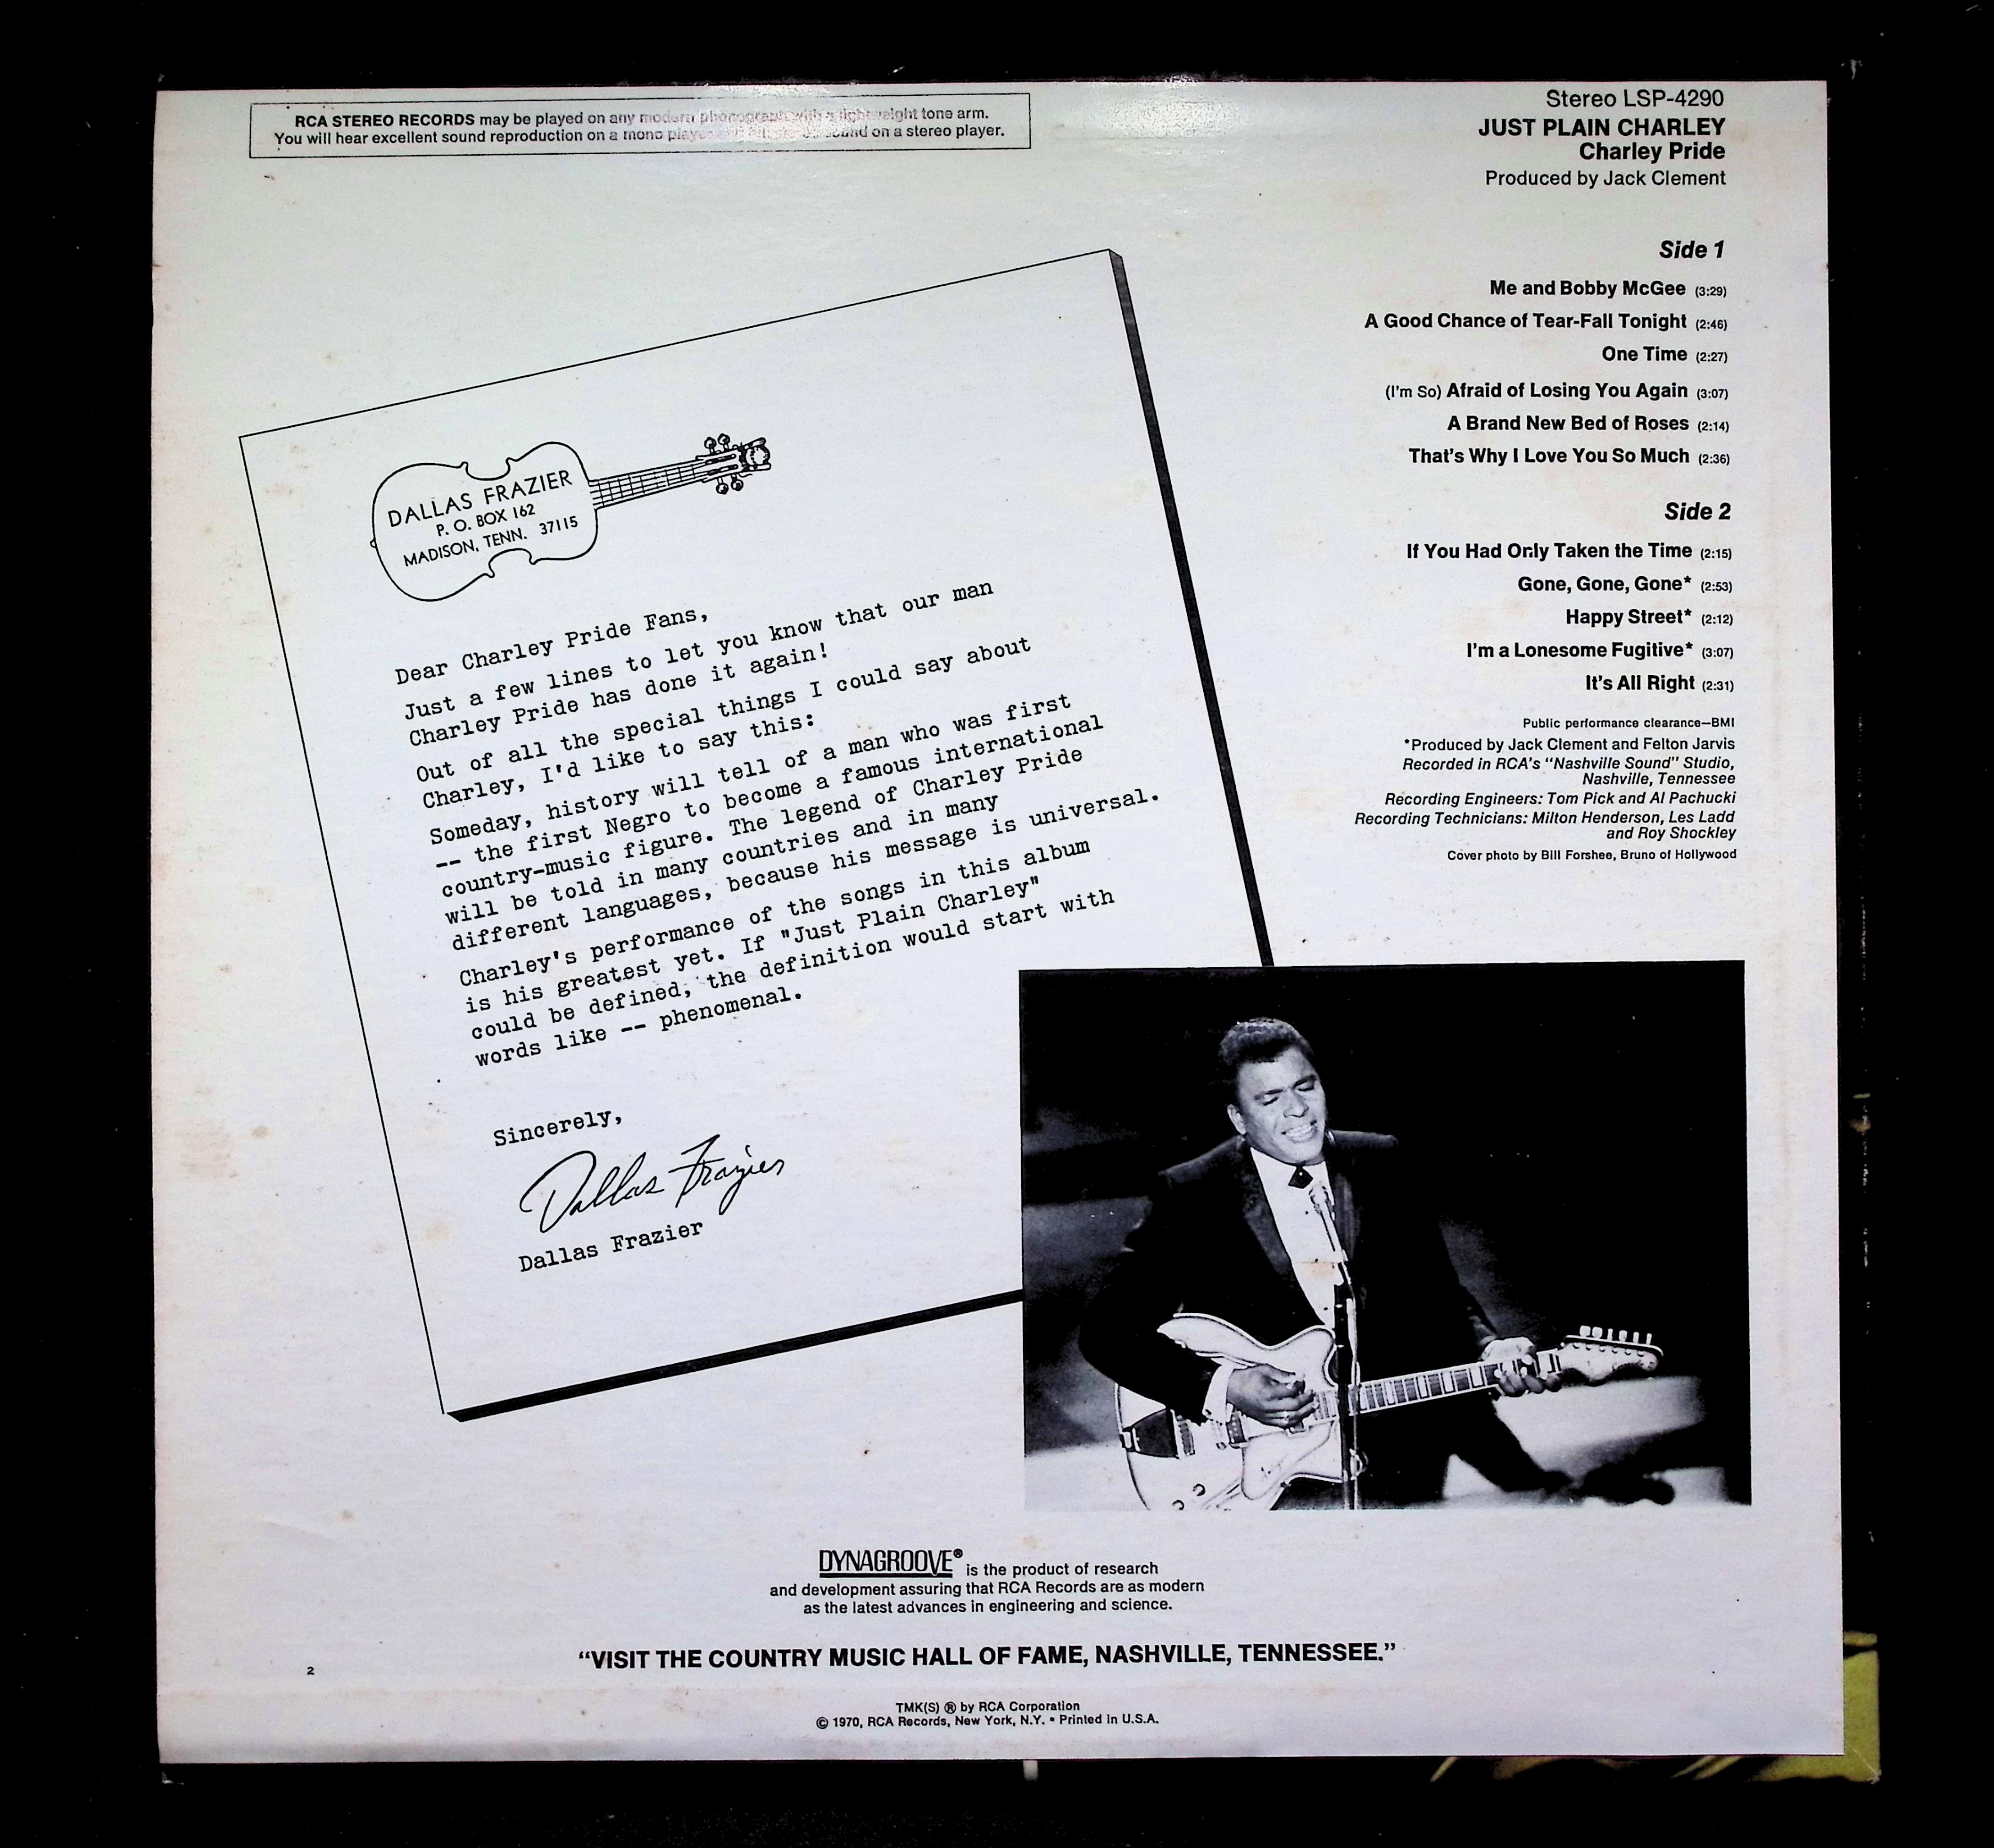 RCA STEREO RECORDS may be played on any modern phonograph with a lightweight tone arm.
You will hear excellent sound reproduction on a mono player sound on a stereo player.
Stereo LSP-4290
JUST PLAIN CHARLEY
Charley Pride
Produced by Jack Clement
Side 1
Me and Bobby McGee (3:29)
A Good Chance of Tear-Fall Tonight (2:46)
One Time (2:27)
(I'm So) Afraid of Losing You Again (3:07)
A Brand New Bed of Roses (2:14)
That's Why I Love You So Much (2:36)
Side 2
If You Had Only Taken the Time (2:15)
Gone, Gone, Gone* (2:53)
Happy Street* (2:12)
I'm a Lonesome Fugitive* (3:07)
It's All Right (2:31)
Public performance clearance—BMI
*Produced by Jack Clement and Felton Jarvis
Recorded in RCA's "Nashville Sound" Studio,
Nashville, Tennessee
Recording Engineers: Tom Pick and Al Pachucki
Recording Technicians: Milton Henderson, Les Ladd
and Roy Shockley
Cover photo by Bill Forshee, Bruno of Hollywood
DALLAS FRAZIER
P. O. BOX 162
MADISON, TENN. 37115
Dear Charley Pride Fans,
Just a few lines to let you know that our man
Charley Pride has done it again!
Out of all the special things I could say about
Charley, I'd like to say this:
Someday, history will tell of a man who was first
-- the first Negro to become a famous international
country-music figure. The legend of Charley Pride
will be told in many countries and in many
different languages, because his message is universal.
Charley's performance of the songs in this album
is his greatest yet. If "Just Plain Charley"
could be defined, the definition would start with
words like -- phenomenal.
Sincerely,
Dallas Frazier
Dallas Frazier
DYNAGROOVE® is the product of research
and development assuring that RCA Records are as modern
as the latest advances in engineering and science.
"VISIT THE COUNTRY MUSIC HALL OF FAME, NASHVILLE, TENNESSEE."
2
TMK(S) ® by RCA Corporation
© 1970, RCA Records, New York, N.Y. • Printed in U.S.A.